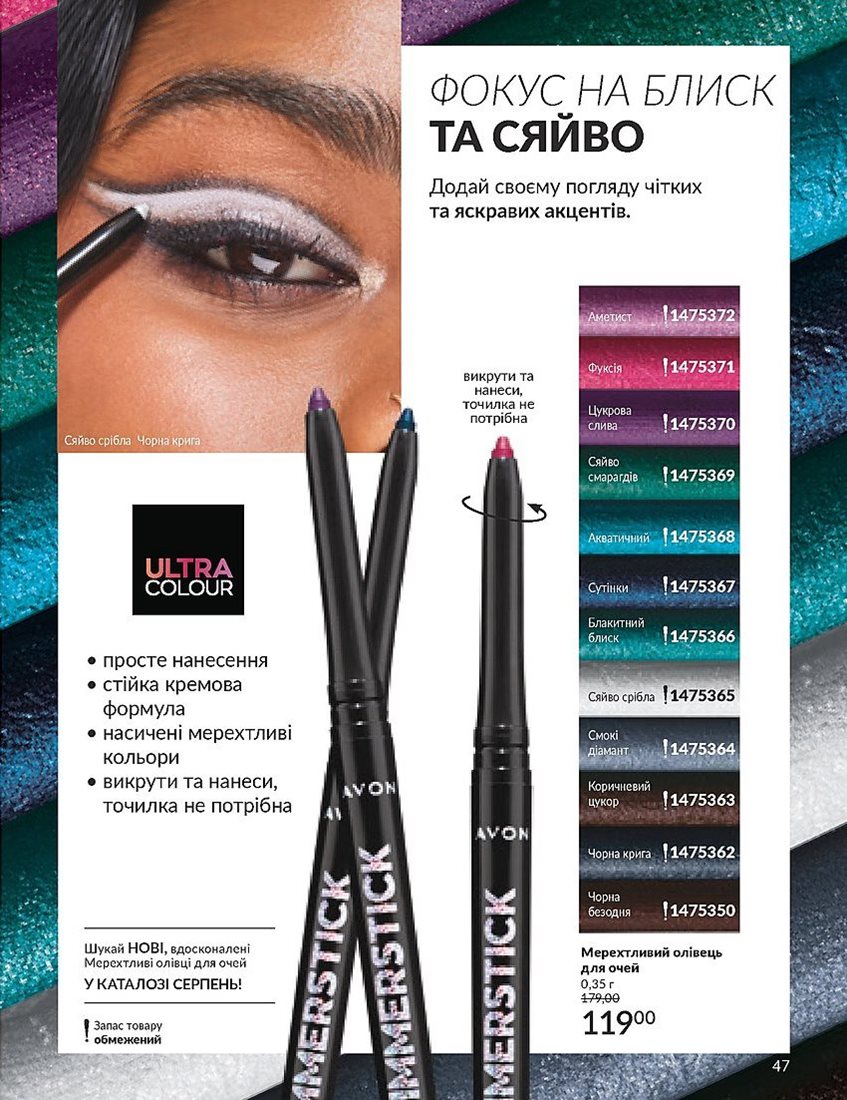 ФОКУС НА БЛИСК
ТА СЯЙВО
Додай своєму погляду чітких
та яскравих акцентів.
Сяйво срібла Чорна крига
викрути та
нанеси,
точилка не
потрібна
Аметист 1475372
Фуксія 1475371
Цукрова
слива 1475370
Сяйво
смарагдів 1475369
Акватичний 1475368
Сутінки 1475367
Блакитний
блиск 1475366
Сяйво срібла 1475365
Смокі
діамант 1475364
Коричневий
цукор 1475363
Чорна крига 1475362
Чорна
безодня 1475350
ULTRA
COLOUR
• просте нанесення
• стійка кремова
формула
• насичені мерехтливі
кольори
• викрути та нанеси,
точилка не потрібна
AVON
AVON
MMERSTICK
MMERSTICK
MERSTICK
Шукай НОВІ, вдосконалені
Мерехтливі олівці для очей
У КАТАЛОЗІ СЕРПЕНЬ!
Запас товару
обмежений
Мерехтливий олівець
для очей
0,35 г
179,00
11900
47